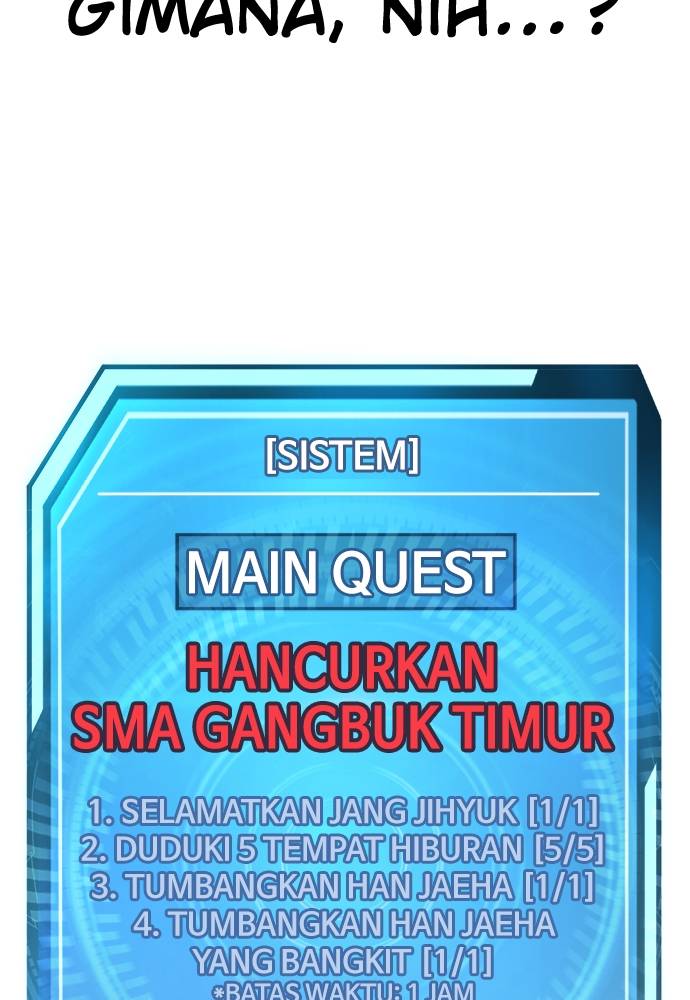 GIMANA, NIH...?
[SISTEM]
MAIN QUEST
HANCURKAN
SMA GANGBUK TIMUR
1. SELAMATKAN JANG JIHYUK [1/1]
2. DUDUKI 5 TEMPAT HIBURAN [5/5]
3. TUMBANGKAN HAN JAEHA [1/1]
4. TUMBANGKAN HAN JAEHA
YANG BANGKIT [1/1]
*BATAS WAKTU: 1 JAM